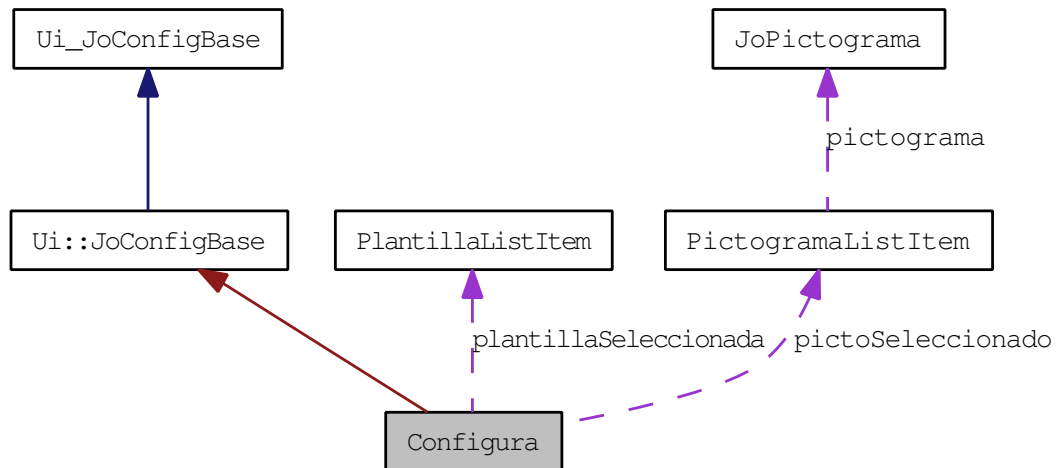 Ui_JoConfigBase
JoPictograma
pictograma
Ui::JoConfigBase
PlantillaListItem
PictogramaListItem
plantillaSeleccionada
pictoSeleccionado
Configura